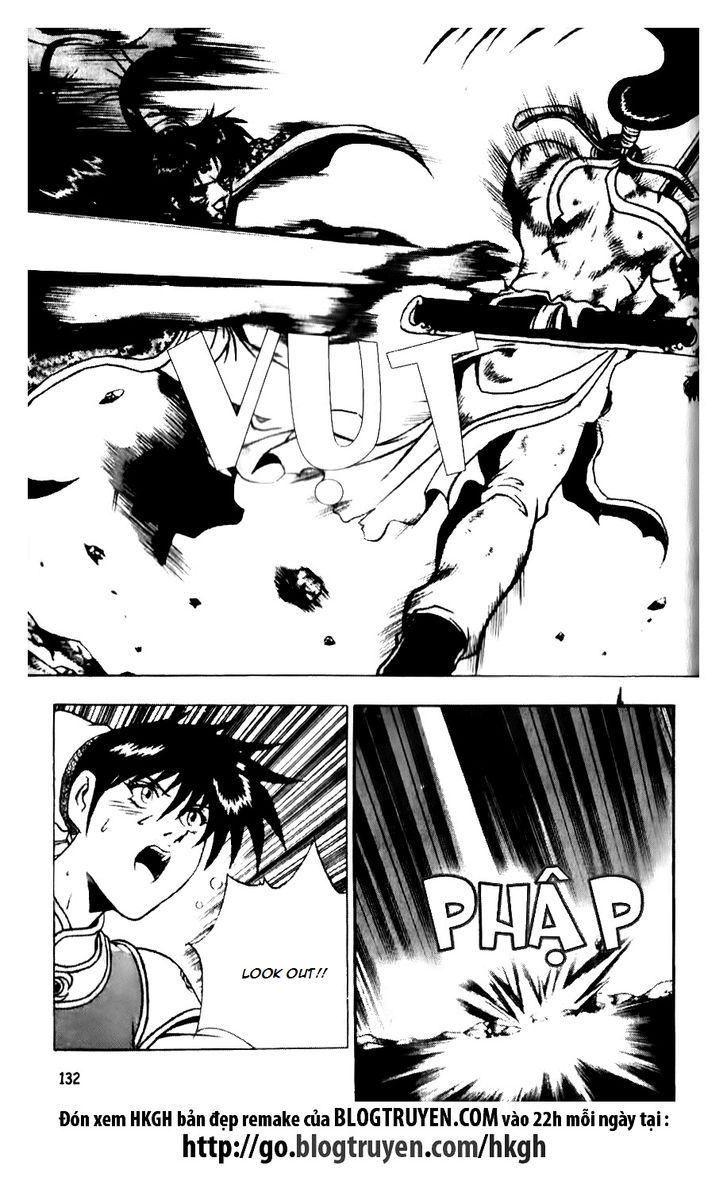 VỤT
LOOK OUT!!
PHẬP
132
Đón xem HKGH bản đẹp remake của BLOGTRUYEN.COM vào 22h mỗi ngày tại :
http://go.blogtruyen.com/hkgh